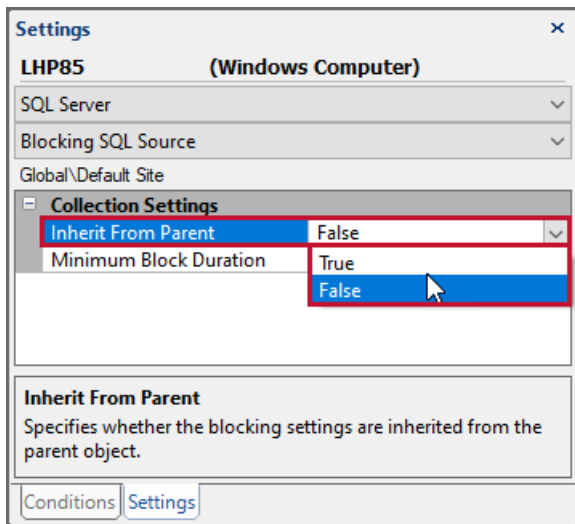 Settings
LHP85 (Windows Computer)
SQL Server
Blocking SQL Source
Global\Default Site
Collection Settings
Inherit From Parent False
Minimum Block Duration
True
False
Inherit From Parent
Specifies whether the blocking settings are inherited from the
parent object.
Conditions Settings